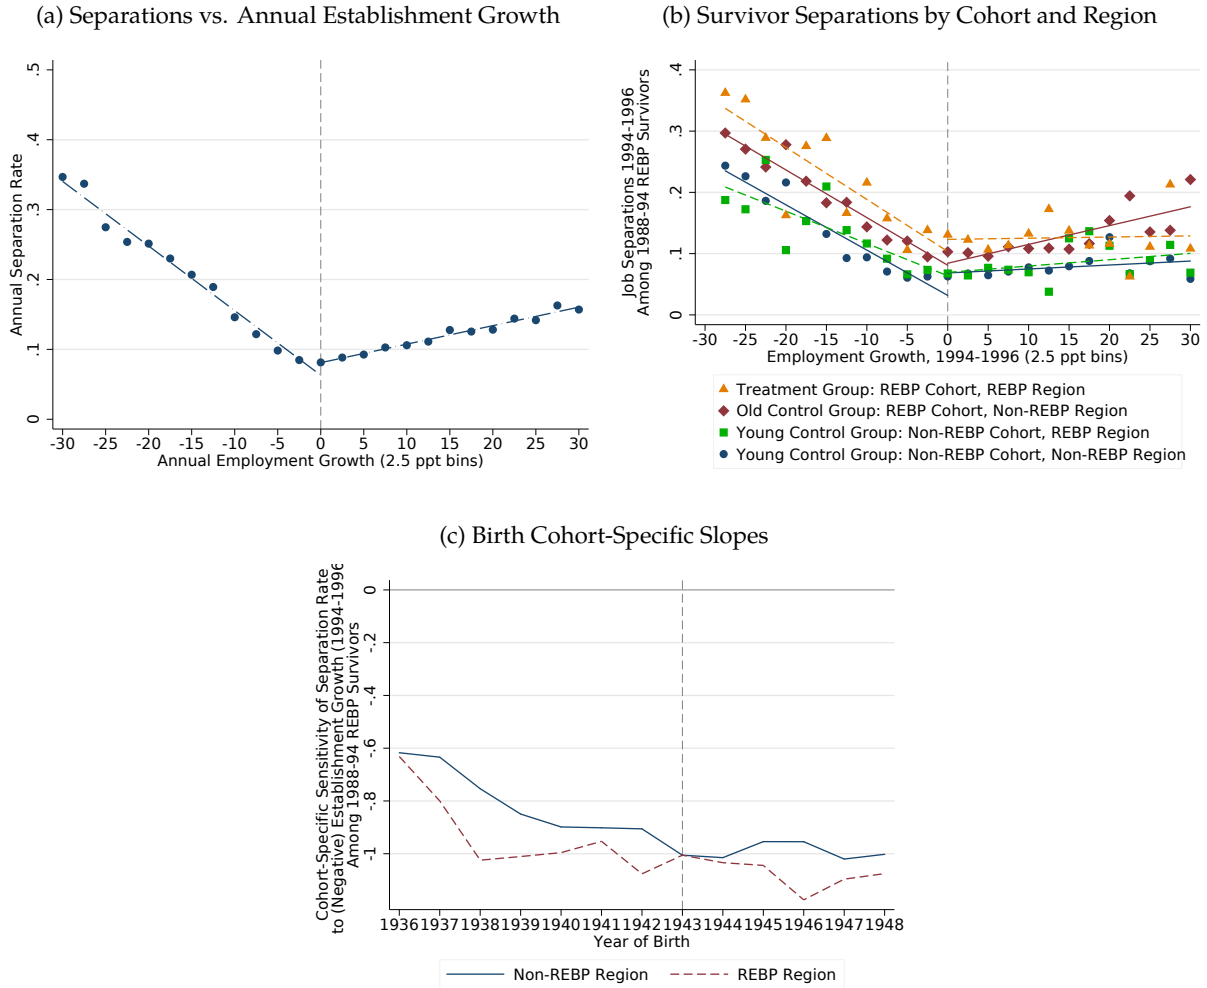 (a) Separations vs. Annual Establishment Growth
Annual Separation Rate
.5
.4
.3
.2
.1
0
-30 -25 -20 -15 -10 -5 0 5 10 15 20 25 30
Annual Employment Growth (2.5 ppt bins)
(b) Survivor Separations by Cohort and Region
Job Separations 1994-1996
Among 1988-94 REBP Survivors
.4
.3
.2
.1
0
-30 -25 -20 -15 -10 -5 0 5 10 15 20 25 30
Employment Growth, 1994-1996 (2.5 ppt bins)
Treatment Group: REBP Cohort, REBP Region
Old Control Group: REBP Cohort, Non-REBP Region
Young Control Group: Non-REBP Cohort, REBP Region
Young Control Group: Non-REBP Cohort, Non-REBP Region
(c) Birth Cohort-Specific Slopes
Cohort-Specific Sensitivity of Separation Rate
to (Negative) Establishment Growth (1994-1996
Among 1988-94 REBP Survivors
0
-.2
-.4
-.6
-.8
-1
1936 1937 1938 1939 1940 1941 1942 1943 1944 1945 1946 1947 1948
Year of Birth
Non-REBP Region
REBP Region